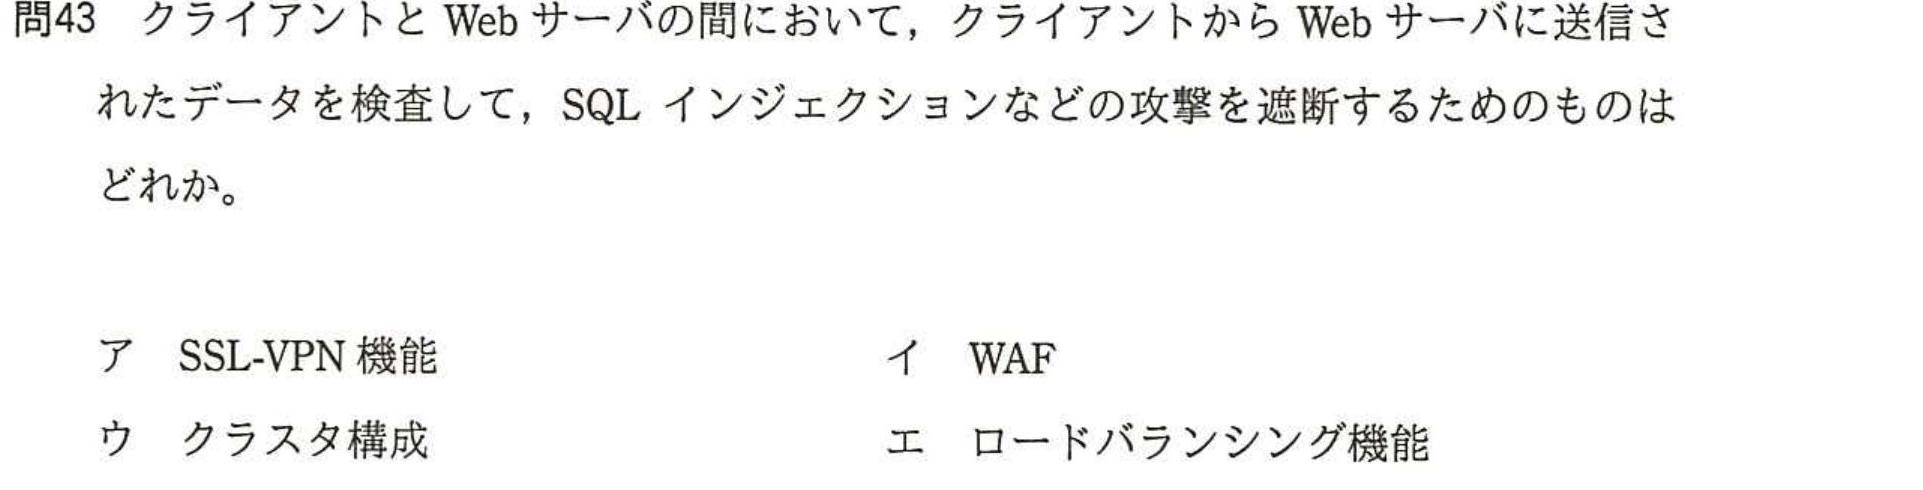 問43　クライアントと Web サーバの間において，クライアントから Web サーバに送信さ
れたデータを検査して，SQL インジェクションなどの攻撃を遮断するためのものは
どれか。
ア　SSL-VPN 機能　イ　WAF
ウ　クラスタ構成　エ　ロードバランシング機能